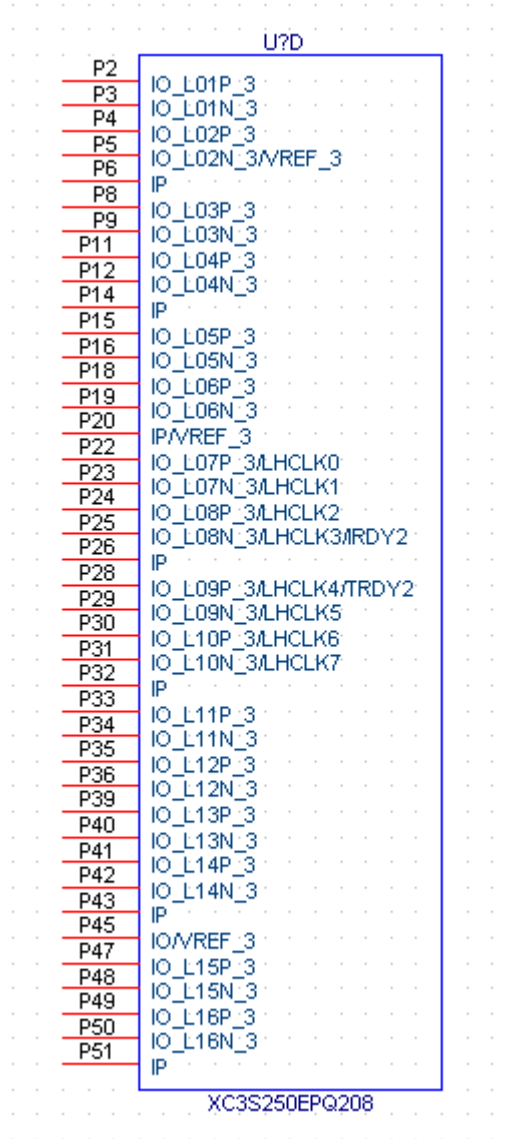 U?D
P2 IO_L01P_3
P3 IO_L01N_3
P4 IO_L02P_3
P5 IO_L02N_3/VREF_3
P6 IP
P8 IO_L03P_3
P9 IO_L03N_3
P11 IO_L04P_3
P12 IO_L04N_3
P14 IP
P15 IO_L05P_3
P16 IO_L05N_3
P18 IO_L06P_3
P19 IO_L06N_3
P20 IP/VREF_3
P22 IO_L07P_3/LHCLK0
P23 IO_L07N_3/LHCLK1
P24 IO_L08P_3/LHCLK2
P25 IO_L08N_3/LHCLK3/IRDY2
P26 IP
P28 IO_L09P_3/LHCLK4/TRDY2
P29 IO_L09N_3/LHCLK5
P30 IO_L10P_3/LHCLK6
P31 IO_L10N_3/LHCLK7
P32 IP
P33 IO_L11P_3
P34 IO_L11N_3
P35 IO_L12P_3
P36 IO_L12N_3
P39 IO_L13P_3
P40 IO_L13N_3
P41 IO_L14P_3
P42 IO_L14N_3
P43 IP
P45 IO/VREF_3
P47 IO_L15P_3
P48 IO_L15N_3
P49 IO_L16P_3
P50 IO_L16N_3
P51 IP
XC3S250EPQ208